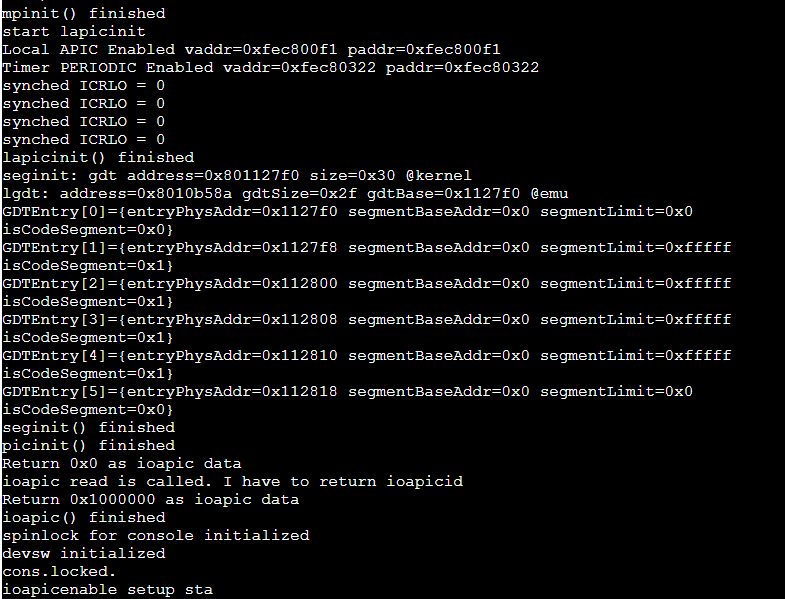 mpinit() finished
start lapicinit
Local APIC Enabled vaddr=0xfec800f1 paddr=0xfec800f1
Timer PERIODIC Enabled vaddr=0xfec80322 paddr=0xfec80322
synched ICRLO = 0
synched ICRLO = 0
synched ICRLO = 0
synched ICRLO = 0
lapicinit() finished
seginit: gdt address=0x801127f0 size=0x30 @kernel
lgdt: address=0x8010b58a gdtSize=0x2f gdtBase=0x1127f0 @emu
GDTEntry[0]={entryPhysAddr=0x1127f0 segmentBaseAddr=0x0 segmentLimit=0x0
isCodeSegment=0x0}
GDTEntry[1]={entryPhysAddr=0x1127f8 segmentBaseAddr=0x0 segmentLimit=0xfffff
isCodeSegment=0x1}
GDTEntry[2]={entryPhysAddr=0x112800 segmentBaseAddr=0x0 segmentLimit=0xfffff
isCodeSegment=0x1}
GDTEntry[3]={entryPhysAddr=0x112808 segmentBaseAddr=0x0 segmentLimit=0xfffff
isCodeSegment=0x1}
GDTEntry[4]={entryPhysAddr=0x112810 segmentBaseAddr=0x0 segmentLimit=0xfffff
isCodeSegment=0x1}
GDTEntry[5]={entryPhysAddr=0x112818 segmentBaseAddr=0x0 segmentLimit=0x0
isCodeSegment=0x0}
seginit() finished
picinit() finished
Return 0x0 as ioapic data
ioapic read is called. I have to return ioapicid
Return 0x1000000 as ioapic data
ioapic() finished
spinlock for console initialized
devsw initialized
cons.locked.
ioapicenable setup sta